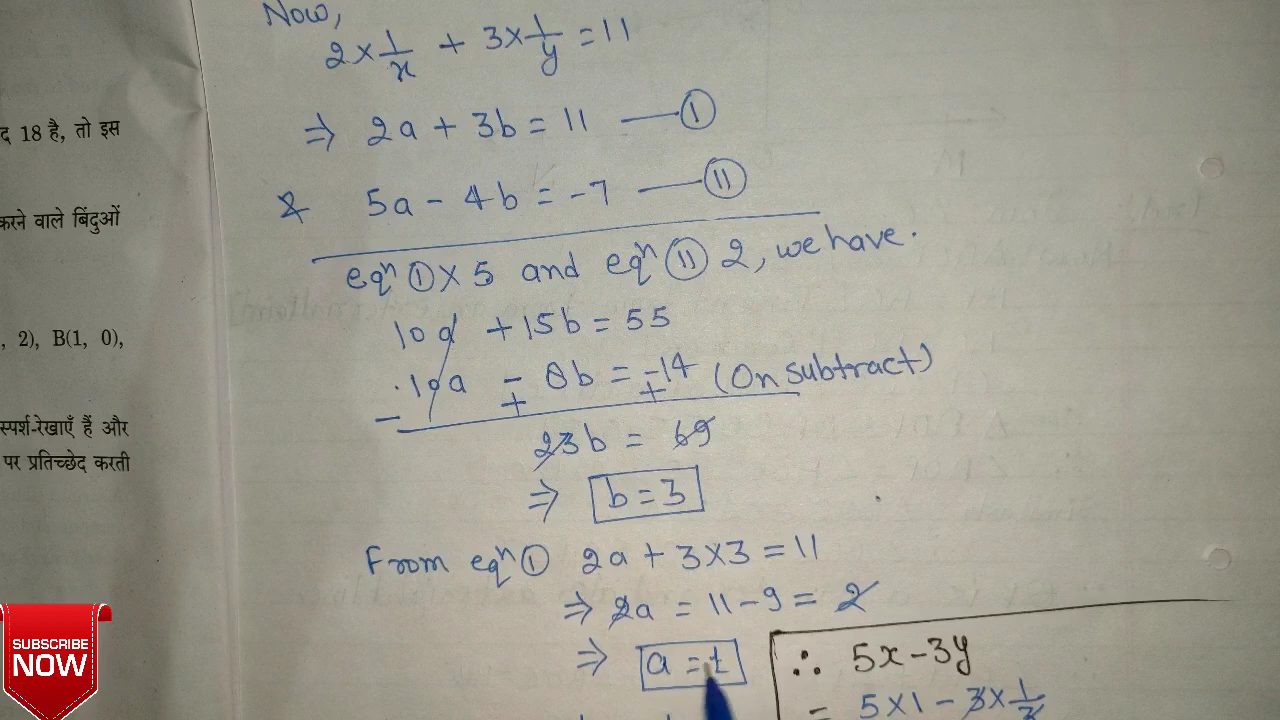 Now,
2 × 1/x + 3 × 1/y = 11
⇒ 2a + 3b = 11 — (I)
& 5a - 4b = -7 — (II)
eqⁿ (I) × 5 and eqⁿ (II) 2, we have.
10a + 15b = 55
10a - 8b = -14 (On subtract)
- + +
23b = 69
⇒ b = 3
From eqⁿ (I) 2a + 3×3 = 11
⇒ 2a = 11 - 9 = 2
⇒ a = 1
∴ 5x - 3y
= 5×1 - 3×1/3
द 18 है, तो इस
करने वाले बिंदुओं
, 2), B(1, 0),
स्पर्श-रेखाएँ हैं और
पर प्रतिच्छेद करती
SUBSCRIBE
NOW